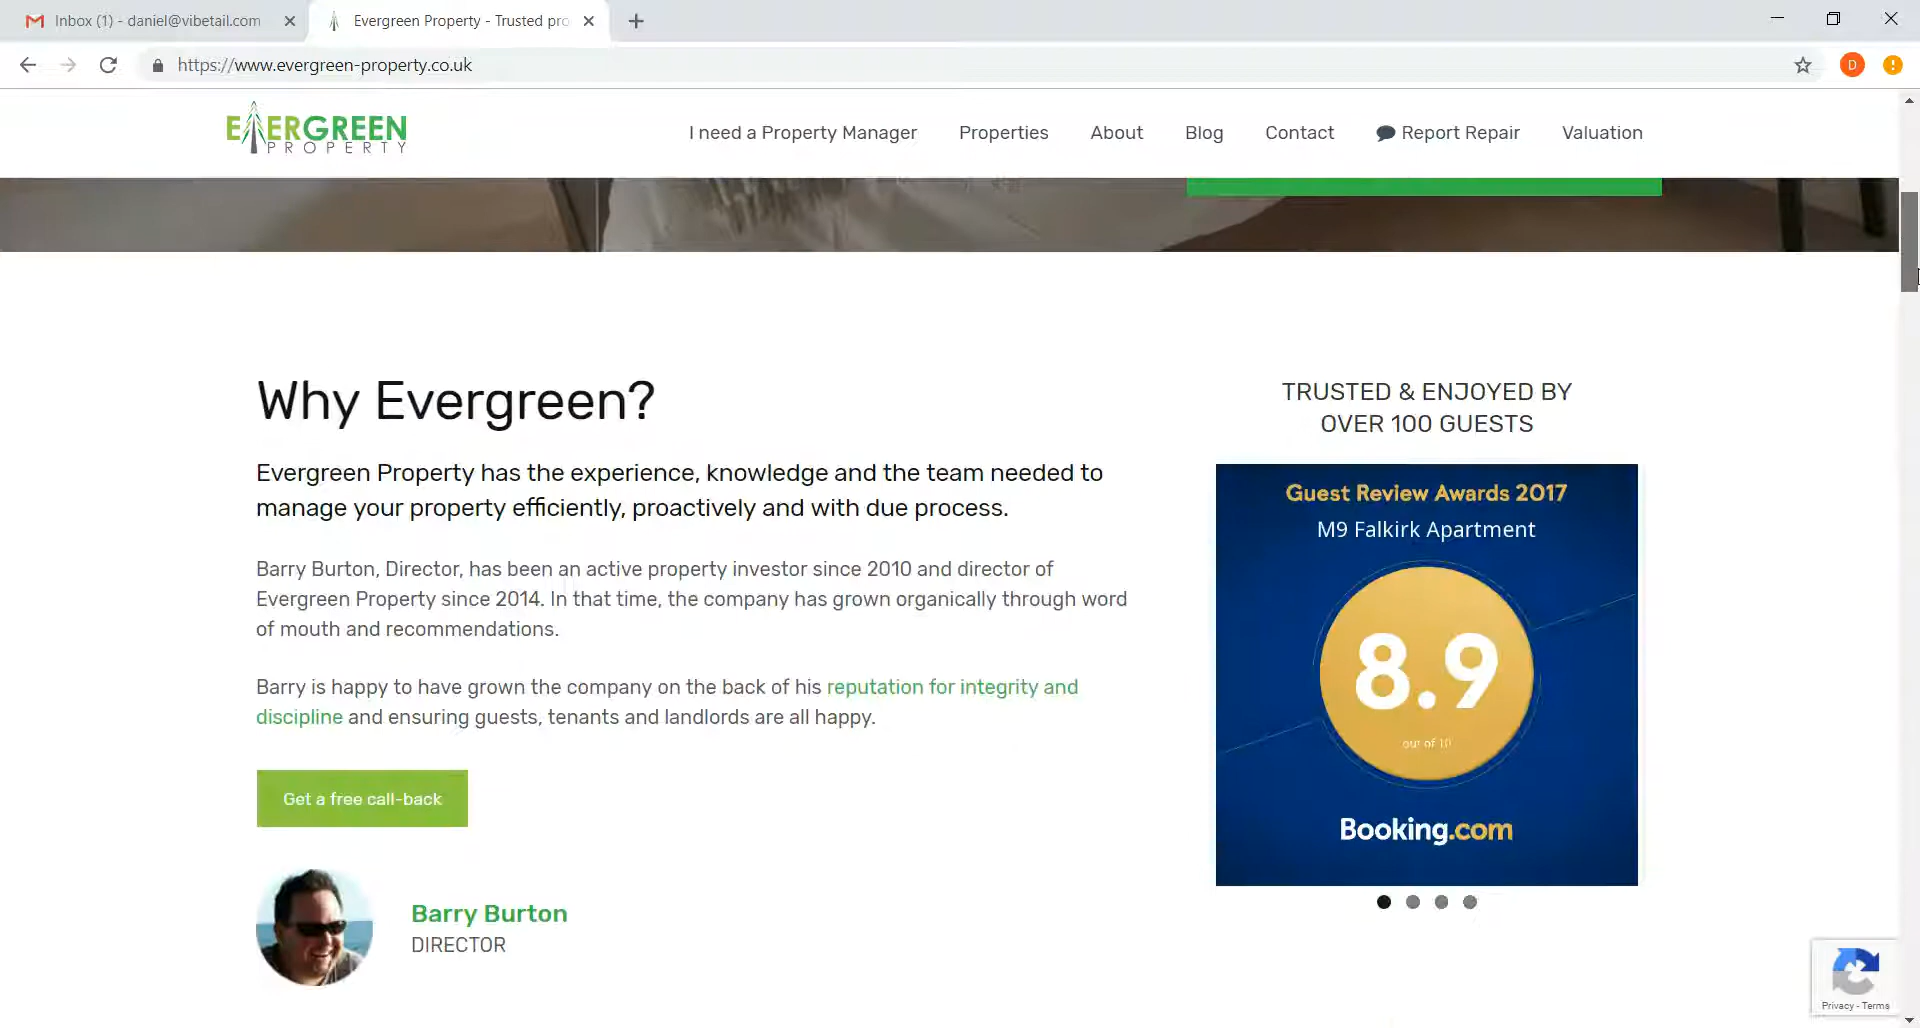 Inbox (1) - daniel@vibetail.com
Evergreen Property - Trusted pro
https://www.evergreen-property.co.uk
D
EVERGREEN
PROPERTY
I need a Property Manager
Properties
About
Blog
Contact
Report Repair
Valuation
Why Evergreen?
Evergreen Property has the experience, knowledge and the team needed to
manage your property efficiently, proactively and with due process.
Barry Burton, Director, has been an active property investor since 2010 and director of
Evergreen Property since 2014. In that time, the company has grown organically through word
of mouth and recommendations.
Barry is happy to have grown the company on the back of his reputation for integrity and
discipline and ensuring guests, tenants and landlords are all happy.
Get a free call-back
Barry Burton
DIRECTOR
TRUSTED & ENJOYED BY
OVER 100 GUESTS
Guest Review Awards 2017
M9 Falkirk Apartment
8.9
out of 10
Booking.com
Privacy - Terms